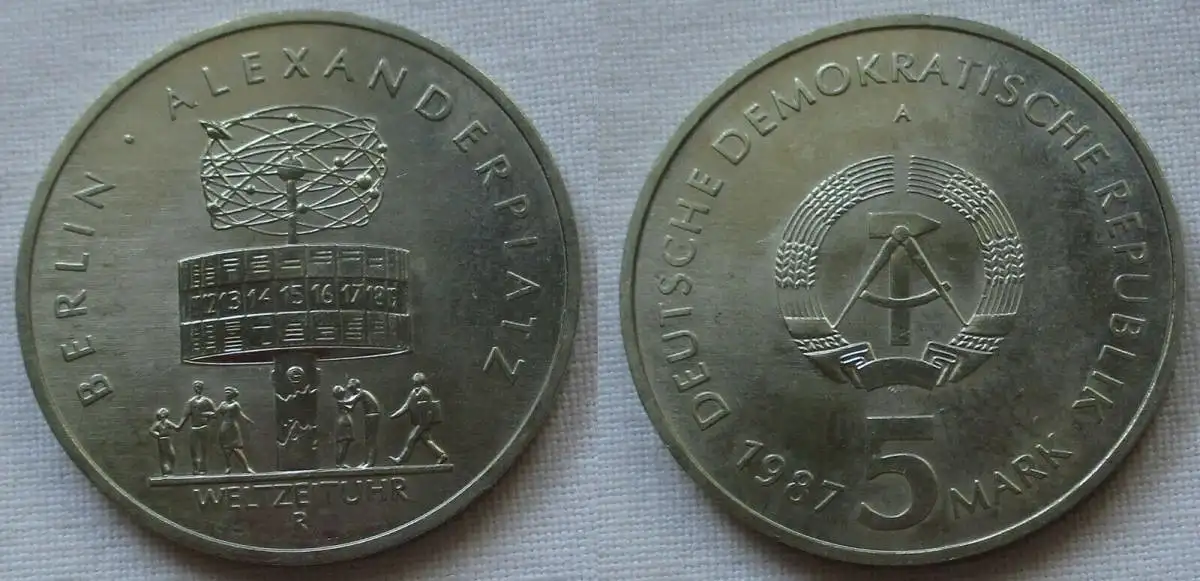 BERLIN · ALEXANDERPLATZ
12 13 14 15 16 17 18
WELTZEITUHR
R
DEUTSCHE DEMOKRATISCHE REPUBLIK
A
1987 5 MARK